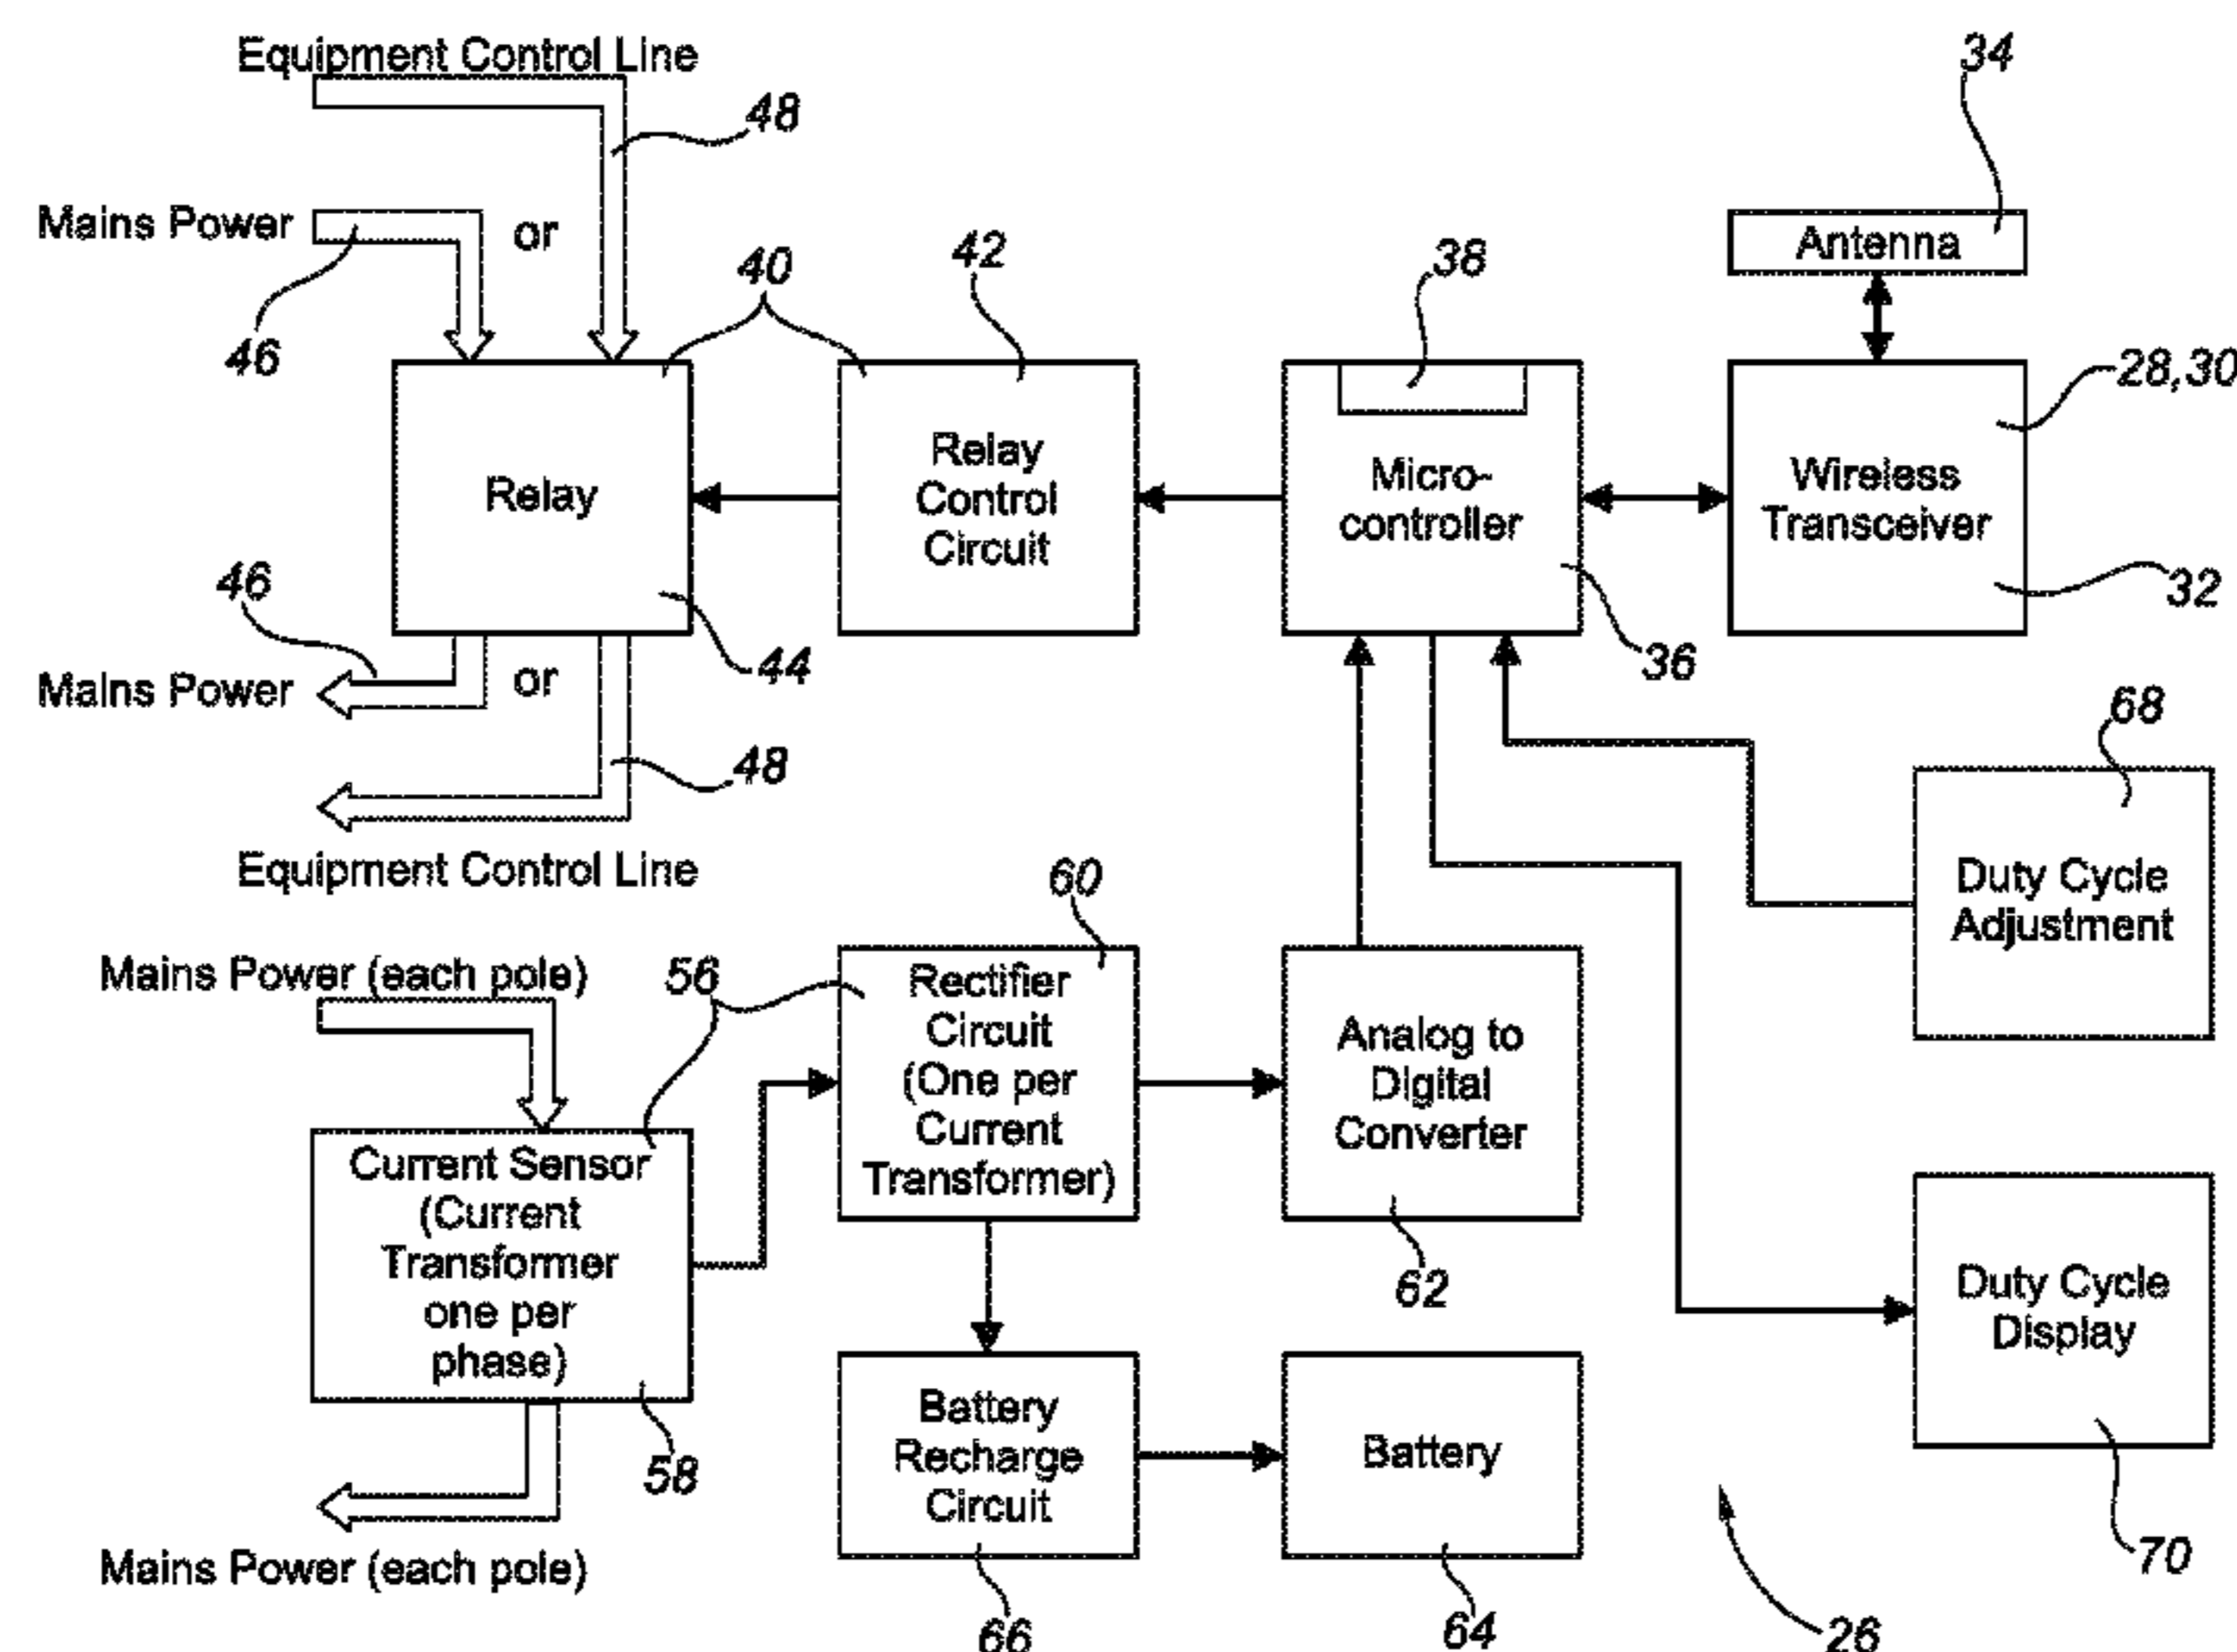 Equipment Control Line
34
48
Mains Power
or
Antenna
40
42
38
46
28,30
Relay
Relay
Control
Circuit
Micro-
controller
Wireless
Transceiver
46
32
44
36
Mains Power
or
68
48
Equipment Control Line
60
Duty Cycle
Adjustment
Mains Power (each pole)
56
Rectifier
Circuit
(One per
Current
Transformer)
Analog to
Digital
Converter
Current Sensor
(Current
Transformer
one per
phase)
62
Duty Cycle
Display
58
Battery
Recharge
Circuit
Battery
70
Mains Power (each pole)
66
64
26